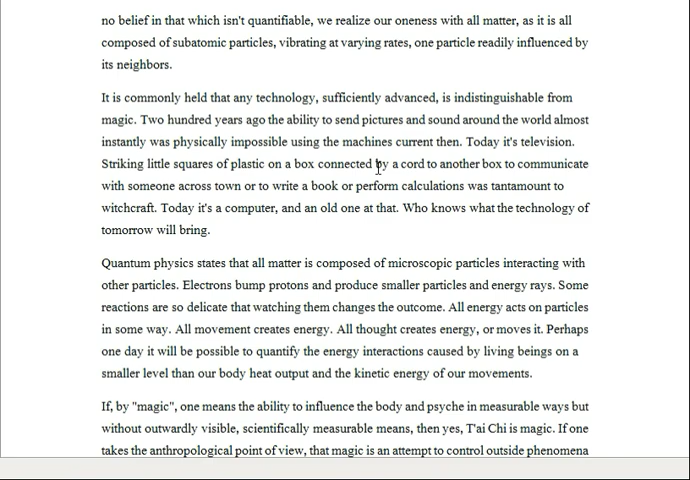 no belief in that which isn't quantifiable, we realize our oneness with all matter, as it is all
composed of subatomic particles, vibrating at varying rates, one particle readily influenced by
its neighbors.
It is commonly held that any technology, sufficiently advanced, is indistinguishable from
magic. Two hundred years ago the ability to send pictures and sound around the world almost
instantly was physically impossible using the machines current then. Today it's television.
Striking little squares of plastic on a box connected by a cord to another box to communicate
with someone across town or to write a book or perform calculations was tantamount to
witchcraft. Today it's a computer, and an old one at that. Who knows what the technology of
tomorrow will bring.
Quantum physics states that all matter is composed of microscopic particles interacting with
other particles. Electrons bump protons and produce smaller particles and energy rays. Some
reactions are so delicate that watching them changes the outcome. All energy acts on particles
in some way. All movement creates energy. All thought creates energy, or moves it. Perhaps
one day it will be possible to quantify the energy interactions caused by living beings on a
smaller level than our body heat output and the kinetic energy of our movements.
If, by "magic", one means the ability to influence the body and psyche in measurable ways but
without outwardly visible, scientifically measurable means, then yes, T'ai Chi is magic. If one
takes the anthropological point of view, that magic is an attempt to control outside phenomena